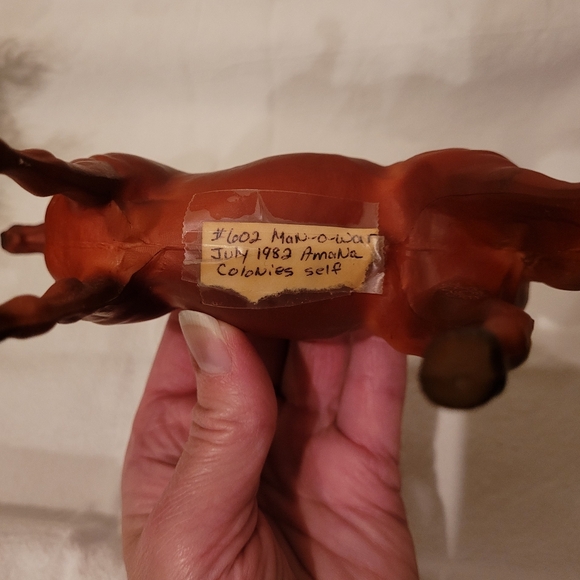 #602 Man-o-War
July 1982 Amana
Colonies self